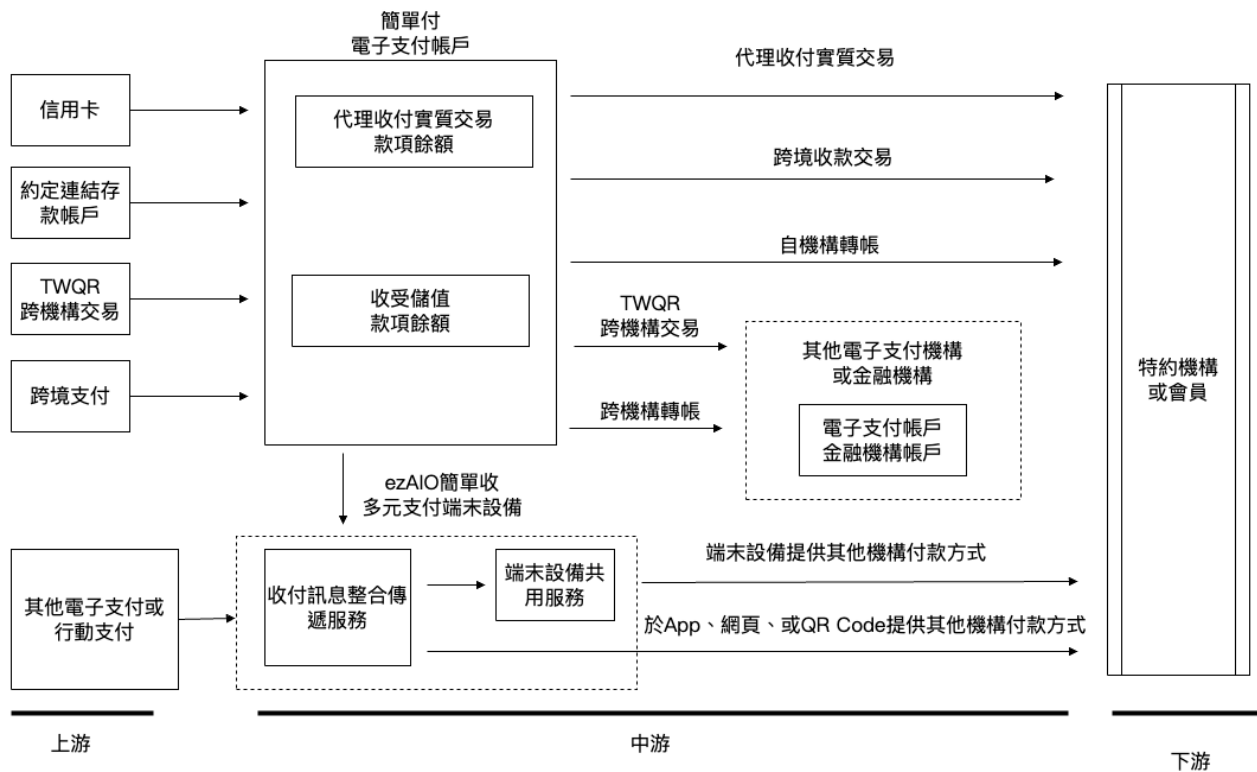 簡單付
電子支付帳戶
代理收付實質交易
信用卡
代理收付實質交易
款項餘額
跨境收款交易
約定連結存
款帳戶
自機構轉帳
TWQR
跨機構交易
收受儲值
款項餘額
TWQR
跨機構交易
其他電子支付機構
或金融機構
特約機構
或會員
跨境支付
跨機構轉帳
電子支付帳戶
金融機構帳戶
ezAIO簡單收
多元支付端末設備
端末設備提供其他機構付款方式
其他電子支付或
行動支付
收付訊息整合傳
遞服務
端末設備共
用服務
於App、網頁、或QR Code提供其他機構付款方式
上游
中游
下游